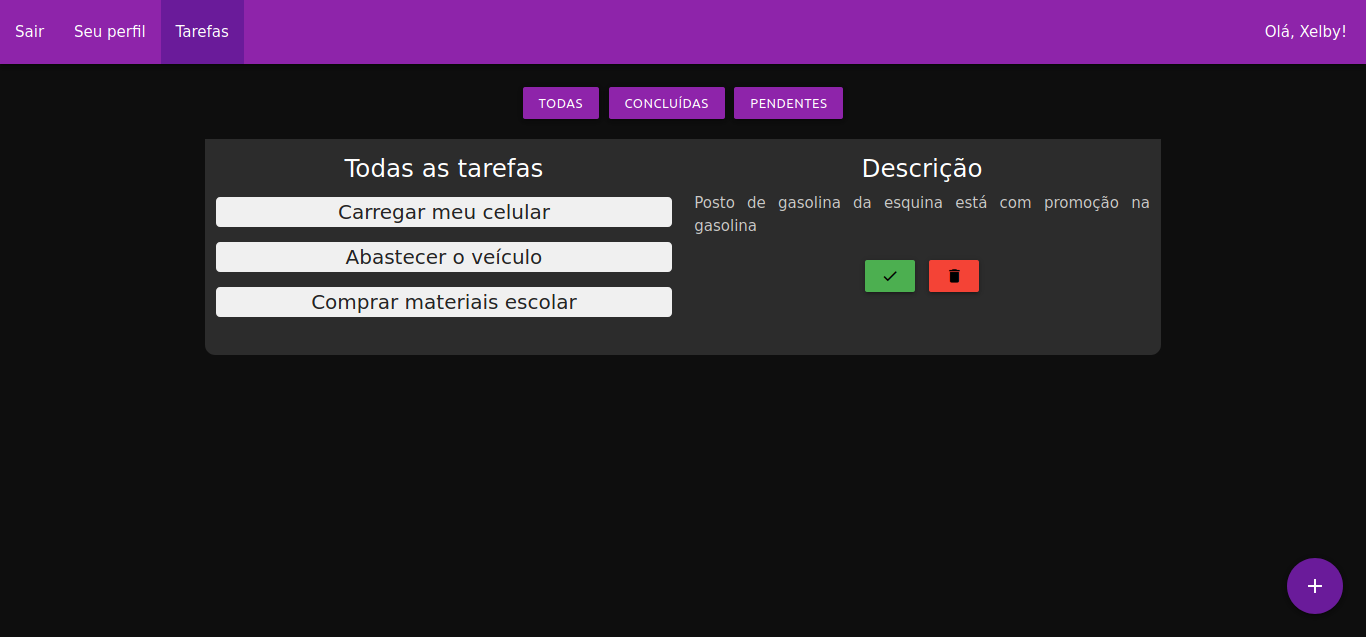 Sair
Seu perfil
Tarefas
Olá, Xelby!
TODAS
CONCLUÍDAS
PENDENTES
Todas as tarefas
Carregar meu celular
Abastecer o veículo
Comprar materiais escolar
Descrição
Posto de gasolina da esquina está com promoção na
gasolina